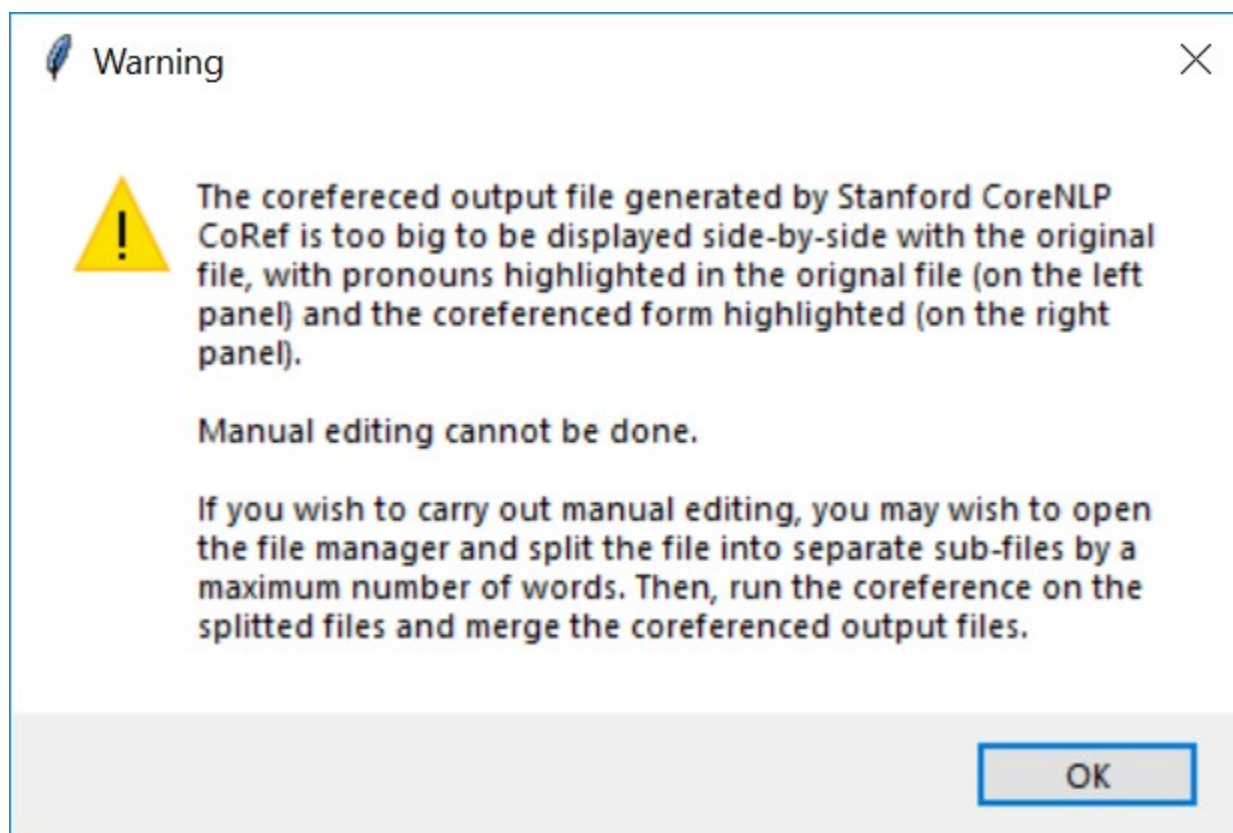 Warning
The corefereced output file generated by Stanford CoreNLP
CoRef is too big to be displayed side-by-side with the original
file, with pronouns highlighted in the orignal file (on the left
panel) and the coreferenced form highlighted (on the right
panel).
Manual editing cannot be done.
If you wish to carry out manual editing, you may wish to open
the file manager and split the file into separate sub-files by a
maximum number of words. Then, run the coreference on the
splitted files and merge the coreferenced output files.
OK